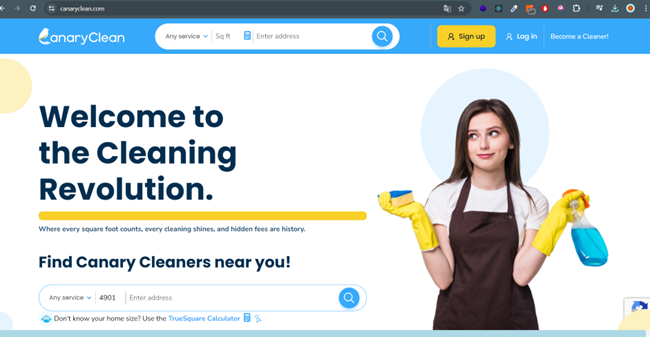 canaryclean.com
CanaryClean
Any service
Sq ft
Enter address
Sign up
Log in
Become a Cleaner!
Welcome to
the Cleaning
Revolution.
Where every square foot counts, every cleaning shines, and hidden fees are history.
Find Canary Cleaners near you!
Any service
4901
Enter address
Don't know your home size? Use the TrueSquare Calculator